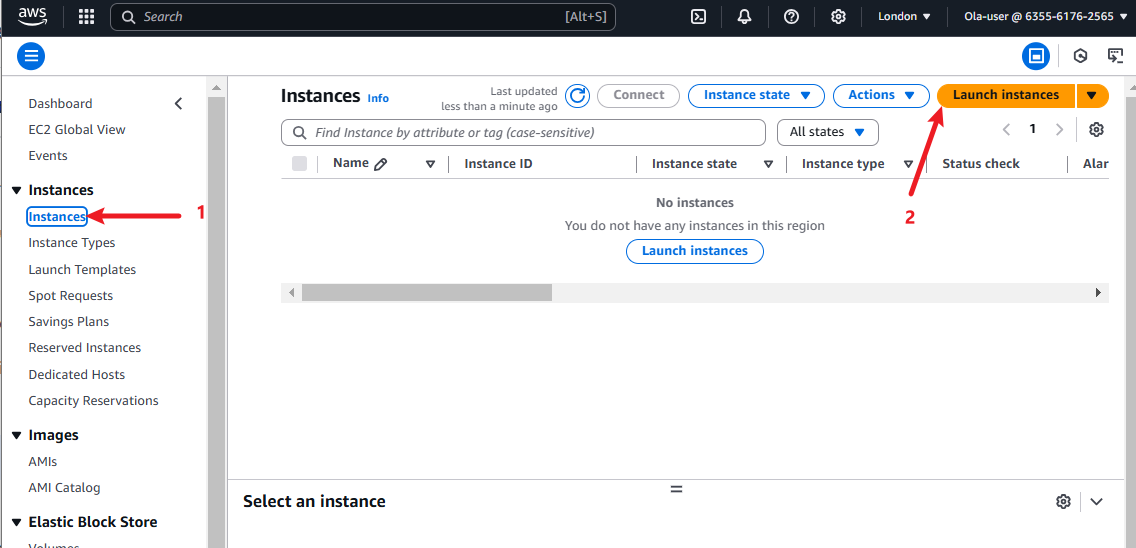 aws
Search [Alt+S]
London
Ola-user @ 6355-6176-2565
Dashboard
EC2 Global View
Events
Instances
Instances
1
Instance Types
Launch Templates
Spot Requests
Savings Plans
Reserved Instances
Dedicated Hosts
Capacity Reservations
Images
AMIs
AMI Catalog
Elastic Block Store
Volumes
Instances Info
Last updated
less than a minute ago
Connect
Instance state
Actions
Launch instances
Find Instance by attribute or tag (case-sensitive)
All states
1
Name Instance ID Instance state Instance type Status check Alar
2
No instances
You do not have any instances in this region
Launch instances
Select an instance